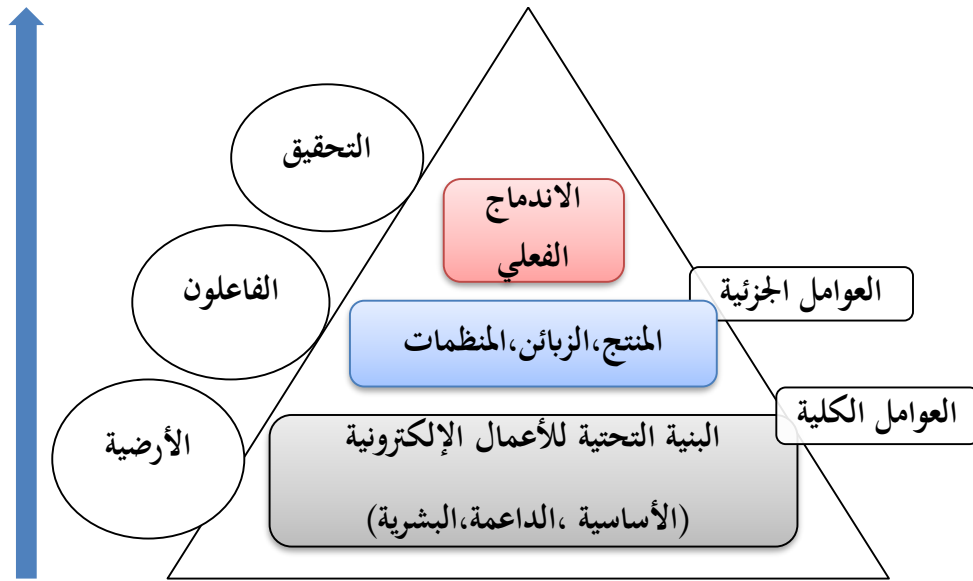 التحقيق
الاندماج
الفعلي
العوامل الجزئية
الفاعلون
المنتج،الزبائن،المنظمات
العوامل الكلية
البنية التحتية للأعمال الإلكترونية
(الأساسية ،الداعمة،البشرية)
الأرضية